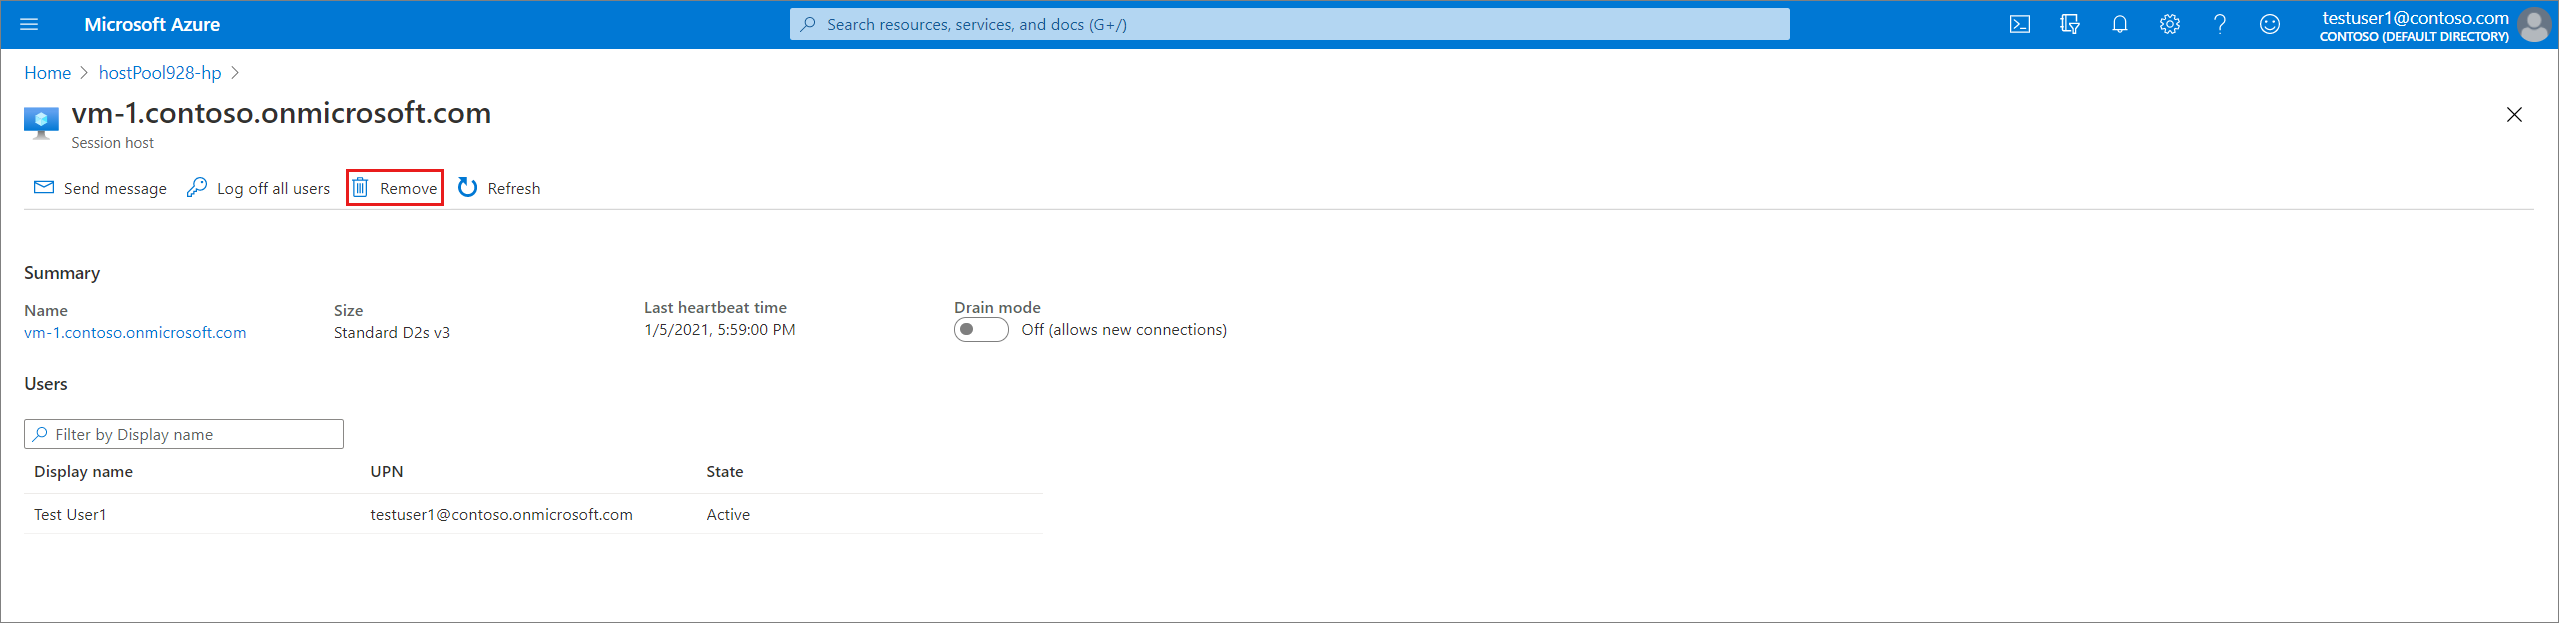 Microsoft Azure
Search resources, services, and docs (G+/)
testuser1@contoso.com
CONTOSO (DEFAULT DIRECTORY)
Home > hostPool928-hp >
vm-1.contoso.onmicrosoft.com
Session host
Send message Log off all users Remove Refresh
Summary
Name
vm-1.contoso.onmicrosoft.com
Size
Standard D2s v3
Last heartbeat time
1/5/2021, 5:59:00 PM
Drain mode
Off (allows new connections)
Users
Filter by Display name
Display name UPN State
Test User1 testuser1@contoso.onmicrosoft.com Active